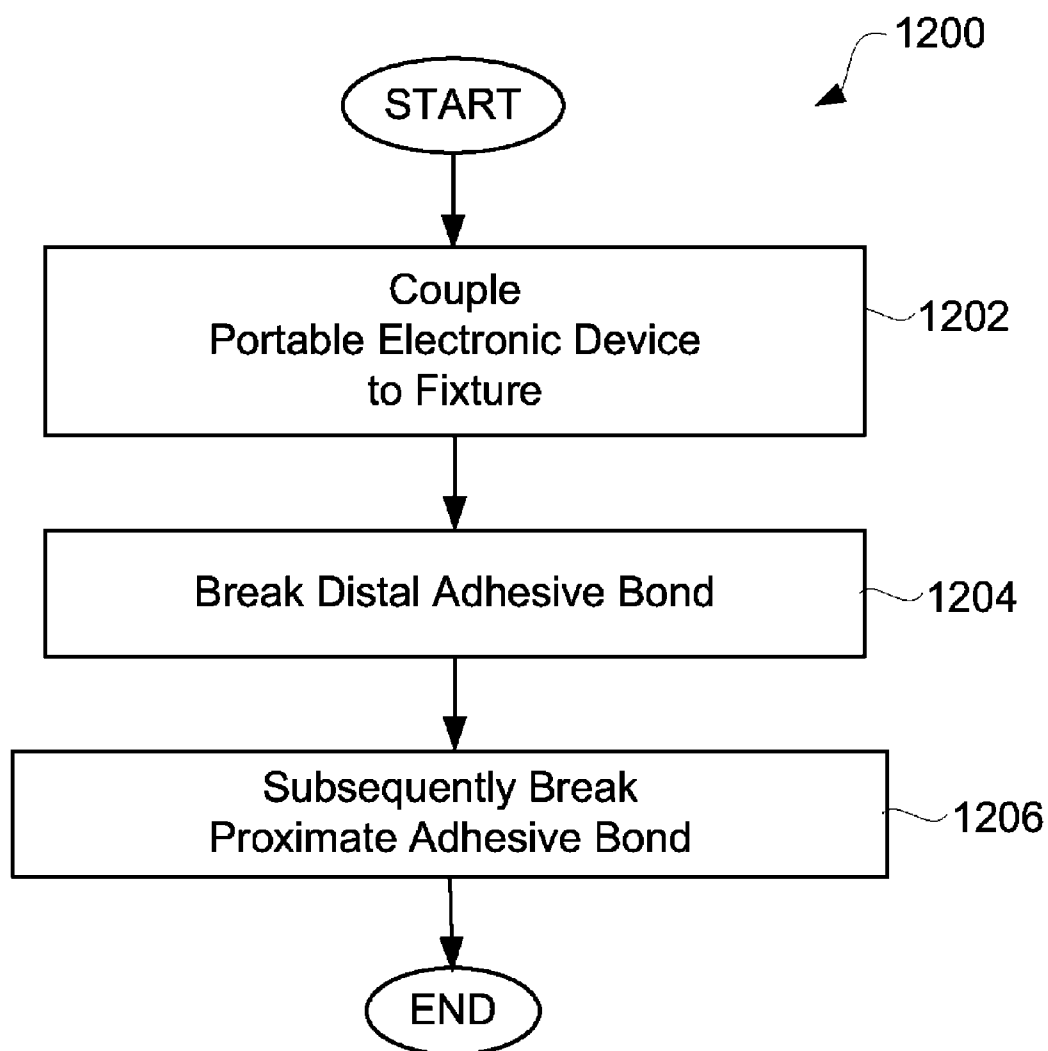 1200
START
Couple
Portable Electronic Device
to Fixture
1202
Break Distal Adhesive Bond
1204
Subsequently Break
Proximate Adhesive Bond
1206
END